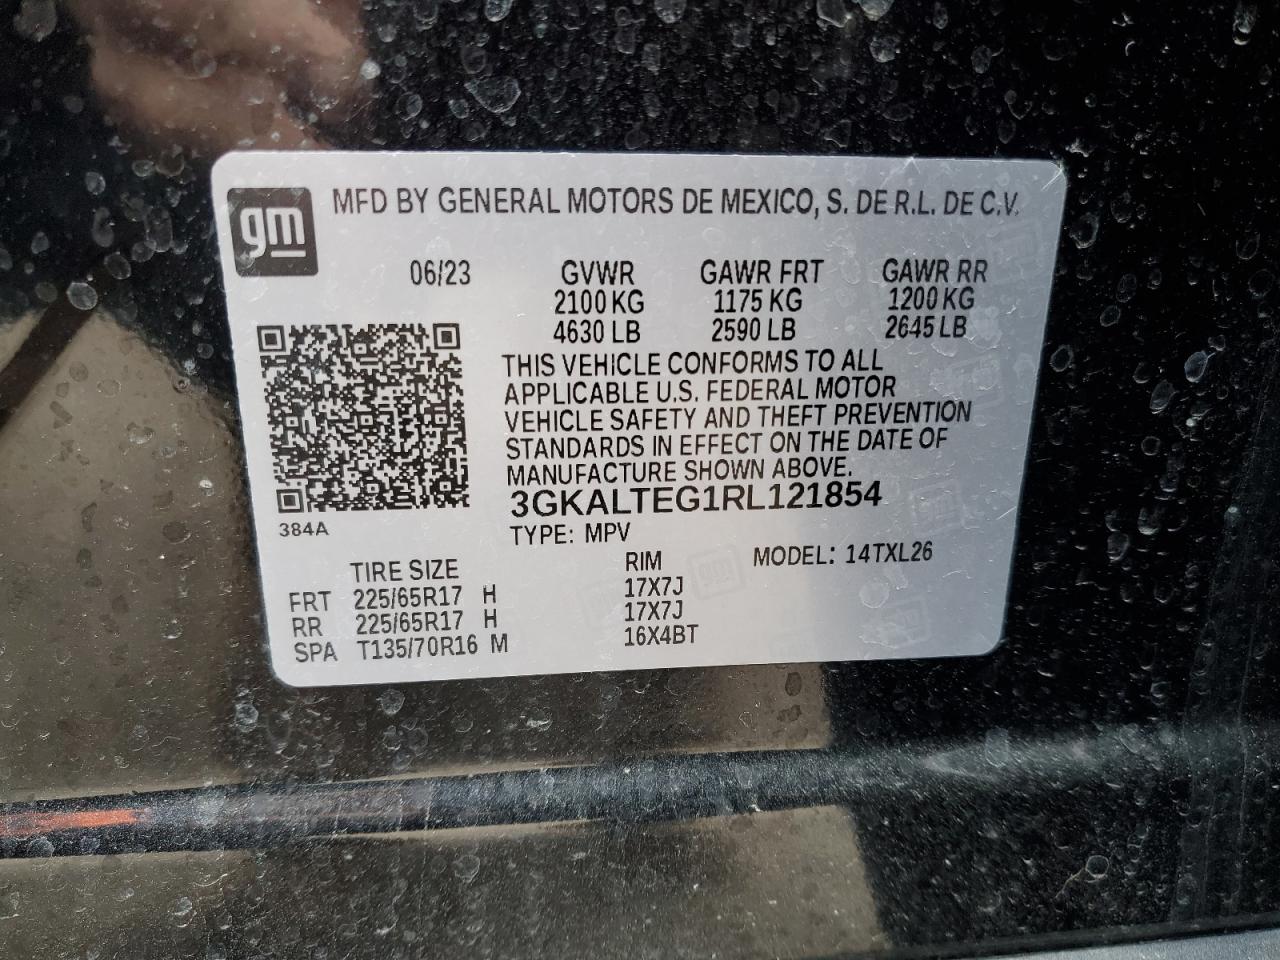 gm MFD BY GENERAL MOTORS DE MEXICO, S. DE R.L. DE C.V.
06/23 GVWR GAWR FRT GAWR RR
2100 KG 1175 KG 1200 KG
4630 LB 2590 LB 2645 LB
THIS VEHICLE CONFORMS TO ALL
APPLICABLE U.S. FEDERAL MOTOR
VEHICLE SAFETY AND THEFT PREVENTION
STANDARDS IN EFFECT ON THE DATE OF
MANUFACTURE SHOWN ABOVE.
3GKALTEG1RL121854
384A
TYPE: MPV
MODEL: 14TXL26
TIRE SIZE RIM
FRT 225/65R17 H 17X7J
RR 225/65R17 H 17X7J
SPA T135/70R16 M 16X4BT